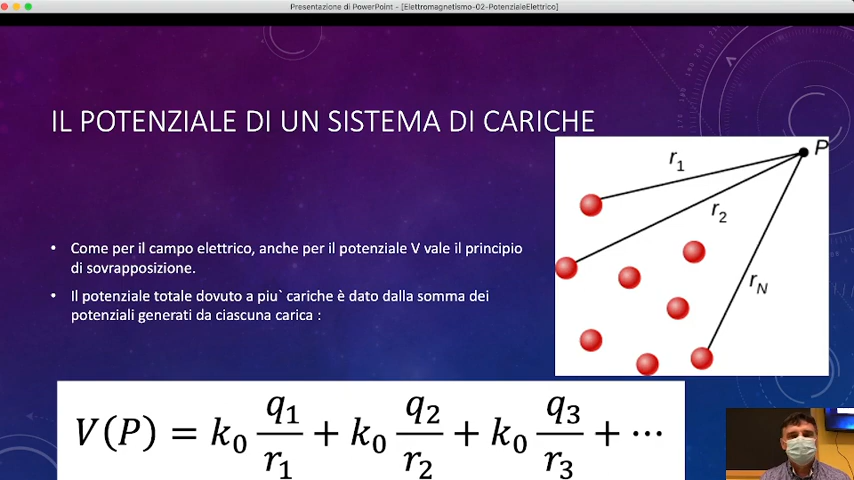 Presentazione di PowerPoint - [Elettromagnetismo-02-PotenzialeElettrico]
IL POTENZIALE DI UN SISTEMA DI CARICHE
P
r1
r2
rN
• Come per il campo elettrico, anche per il potenziale V vale il principio
di sovrapposizione.
• Il potenziale totale dovuto a piu` cariche è dato dalla somma dei
potenziali generati da ciascuna carica :
V(P) = k0 q1/r1 + k0 q2/r2 + k0 q3/r3 + ⋯